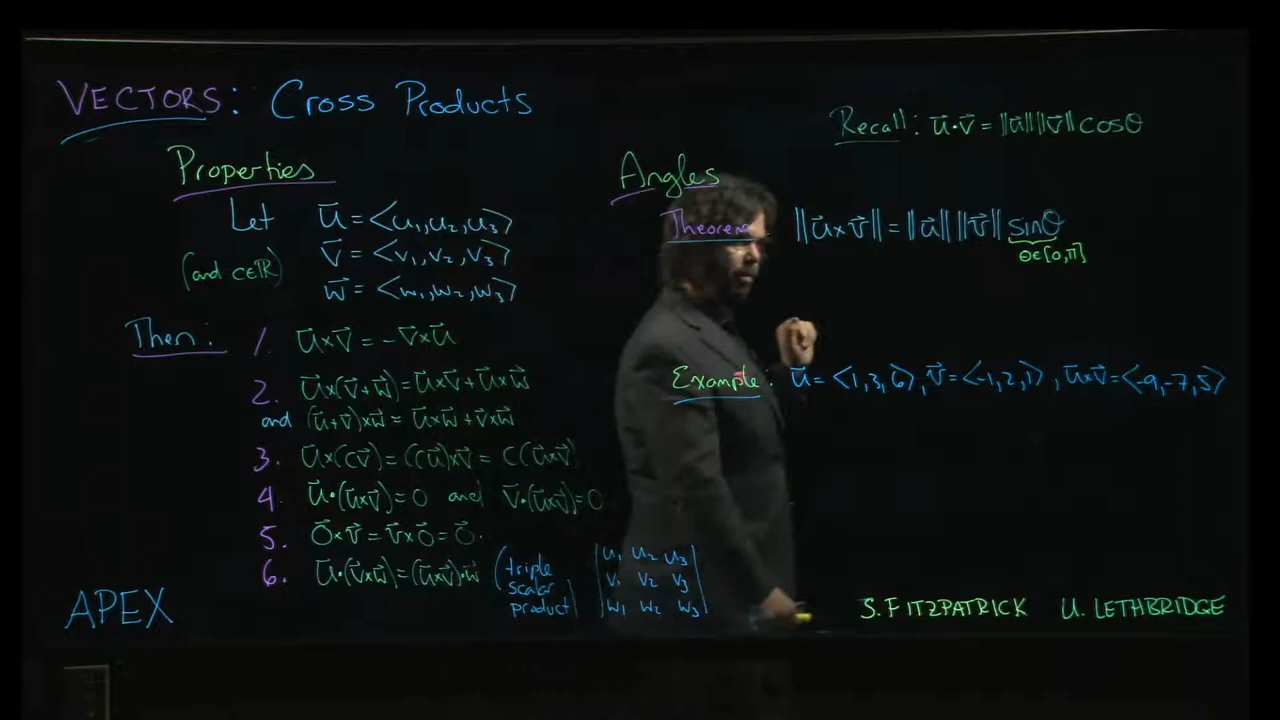 VECTORS: Cross Products
Recall: u⃗·v⃗ = ‖u⃗‖‖v⃗‖cosθ
Properties
Let u⃗ = <u₁,u₂,u₃>
(and c∈ℝ) v⃗ = <v₁,v₂,v₃>
w⃗ = <w₁,w₂,w₃>
Then: 1. u⃗×v⃗ = -v⃗×u⃗
2. u⃗×(v⃗+w⃗) = u⃗×v⃗ + u⃗×w⃗
and (u⃗+v⃗)×w⃗ = u⃗×w⃗ + v⃗×w⃗
3. u⃗×(cv⃗) = (cu⃗)×v⃗ = c(u⃗×v⃗)
4. u⃗·(u⃗×v⃗) = 0 and v⃗·(u⃗×v⃗) = 0
5. 0⃗×v⃗ = v⃗×0⃗ = 0⃗.
6. u⃗·(v⃗×w⃗) = (u⃗×v⃗)·w⃗ (triple
scalar
product)
|u₁ u₂ u₃|
|v₁ v₂ v₃|
|w₁ w₂ w₃|
Angles
Theorem ‖u⃗×v⃗‖ = ‖u⃗‖ ‖v⃗‖ sinθ
θ∈[0,π]
Example: u⃗ = <1,3,6>, v⃗ = <-1,2,1>, u⃗×v⃗ = <-9,-7,5>
APEX
S. FITZPATRICK U. LETHBRIDGE